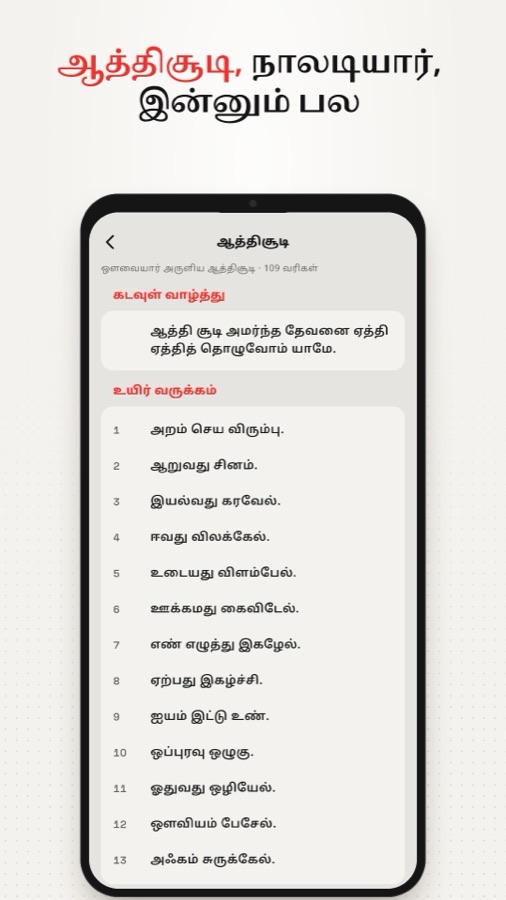 ஆத்திசூடி, நாலடியார்,
இன்னும் பல
ஆத்திசூடி
ஔவையார் அருளிய ஆத்திசூடி · 109 வரிகள்
கடவுள் வாழ்த்து
ஆத்தி சூடி அமர்ந்த தேவனை ஏத்தி
ஏத்தித் தொழுவோம் யாமே.
உயிர் வருக்கம்
1 அறம் செய விரும்பு.
2 ஆறுவது சினம்.
3 இயல்வது கரவேல்.
4 ஈவது விலக்கேல்.
5 உடையது விளம்பேல்.
6 ஊக்கமது கைவிடேல்.
7 எண் எழுத்து இகழேல்.
8 ஏற்பது இகழ்ச்சி.
9 ஐயம் இட்டு உண்.
10 ஒப்புரவு ஒழுகு.
11 ஓதுவது ஒழியேல்.
12 ஔவியம் பேசேல்.
13 அஃகம் சுருக்கேல்.